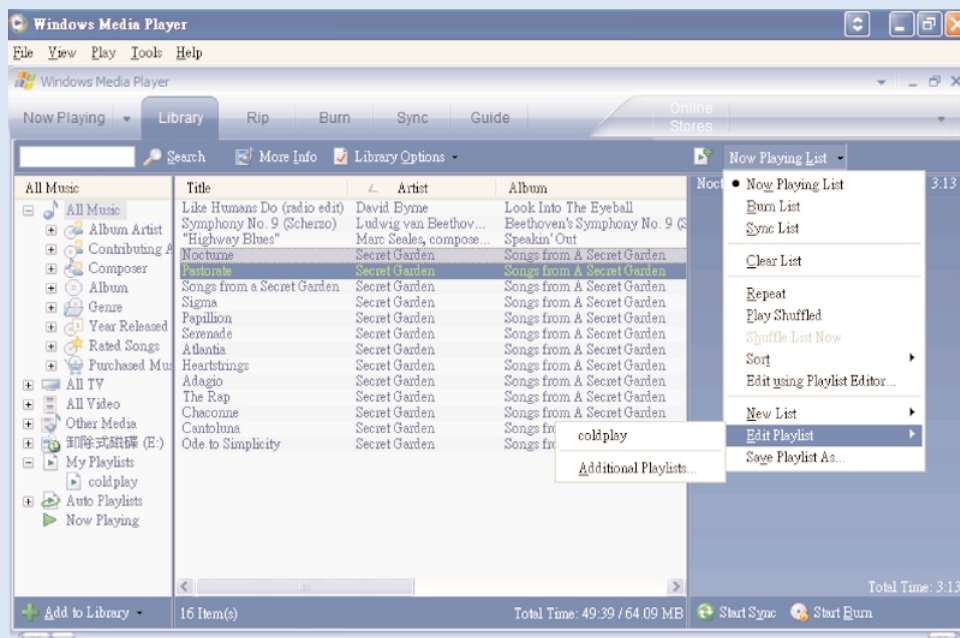 Windows Media Player
File View Play Tools Help
Windows Media Player
Now Playing Library Rip Burn Sync Guide Online Stores
Search More Info Library Options Now Playing List
All Music
All Music
Album Artist
Contributing A
Composer
Album
Genre
Year Released
Rated Songs
Purchased Mus
All TV
All Video
Other Media
卸除式磁碟 (E:)
My Playlists
coldplay
Auto Playlists
Now Playing
Title Artist Album
Like Humans Do (radio edit) David Byrne Look Into The Eyeball
Symphony No. 9 (Scherzo) Ludwig van Beethov... Beethoven's Symphony No. 9 (S
"Highway Blues" Marc Seales, compose... Speakin' Out
Nocturne Secret Garden Songs from A Secret Garden
Pastorate Secret Garden Songs from A Secret Garden
Songs from a Secret Garden Secret Garden Songs from A Secret Garden
Sigma Secret Garden Songs from A Secret Garden
Papillion Secret Garden Songs from A Secret Garden
Serenade Secret Garden Songs from A Secret Garden
Atlantia Secret Garden Songs from A Secret Garden
Heartstrings Secret Garden Songs from A Secret Garden
Adagio Secret Garden Songs from A Secret Garden
The Rap Secret Garden Songs from A Secret Garden
Chaconne Secret Garden Songs from A Secret Garden
Cantoluna Secret Garden Songs fr
Ode to Simplicity Secret Garden Songs fr
Noct 3:13
Now Playing List
Burn List
Sync List
Clear List
Repeat
Play Shuffled
Shuffle List Now
Sort
Edit using Playlist Editor...
New List
Edit Playlist
Save Playlist As...
coldplay
Additional Playlists...
Total Time: 3:13
Add to Library 16 Item(s) Total Time: 49:39 / 64.09 MB Start Sync Start Burn